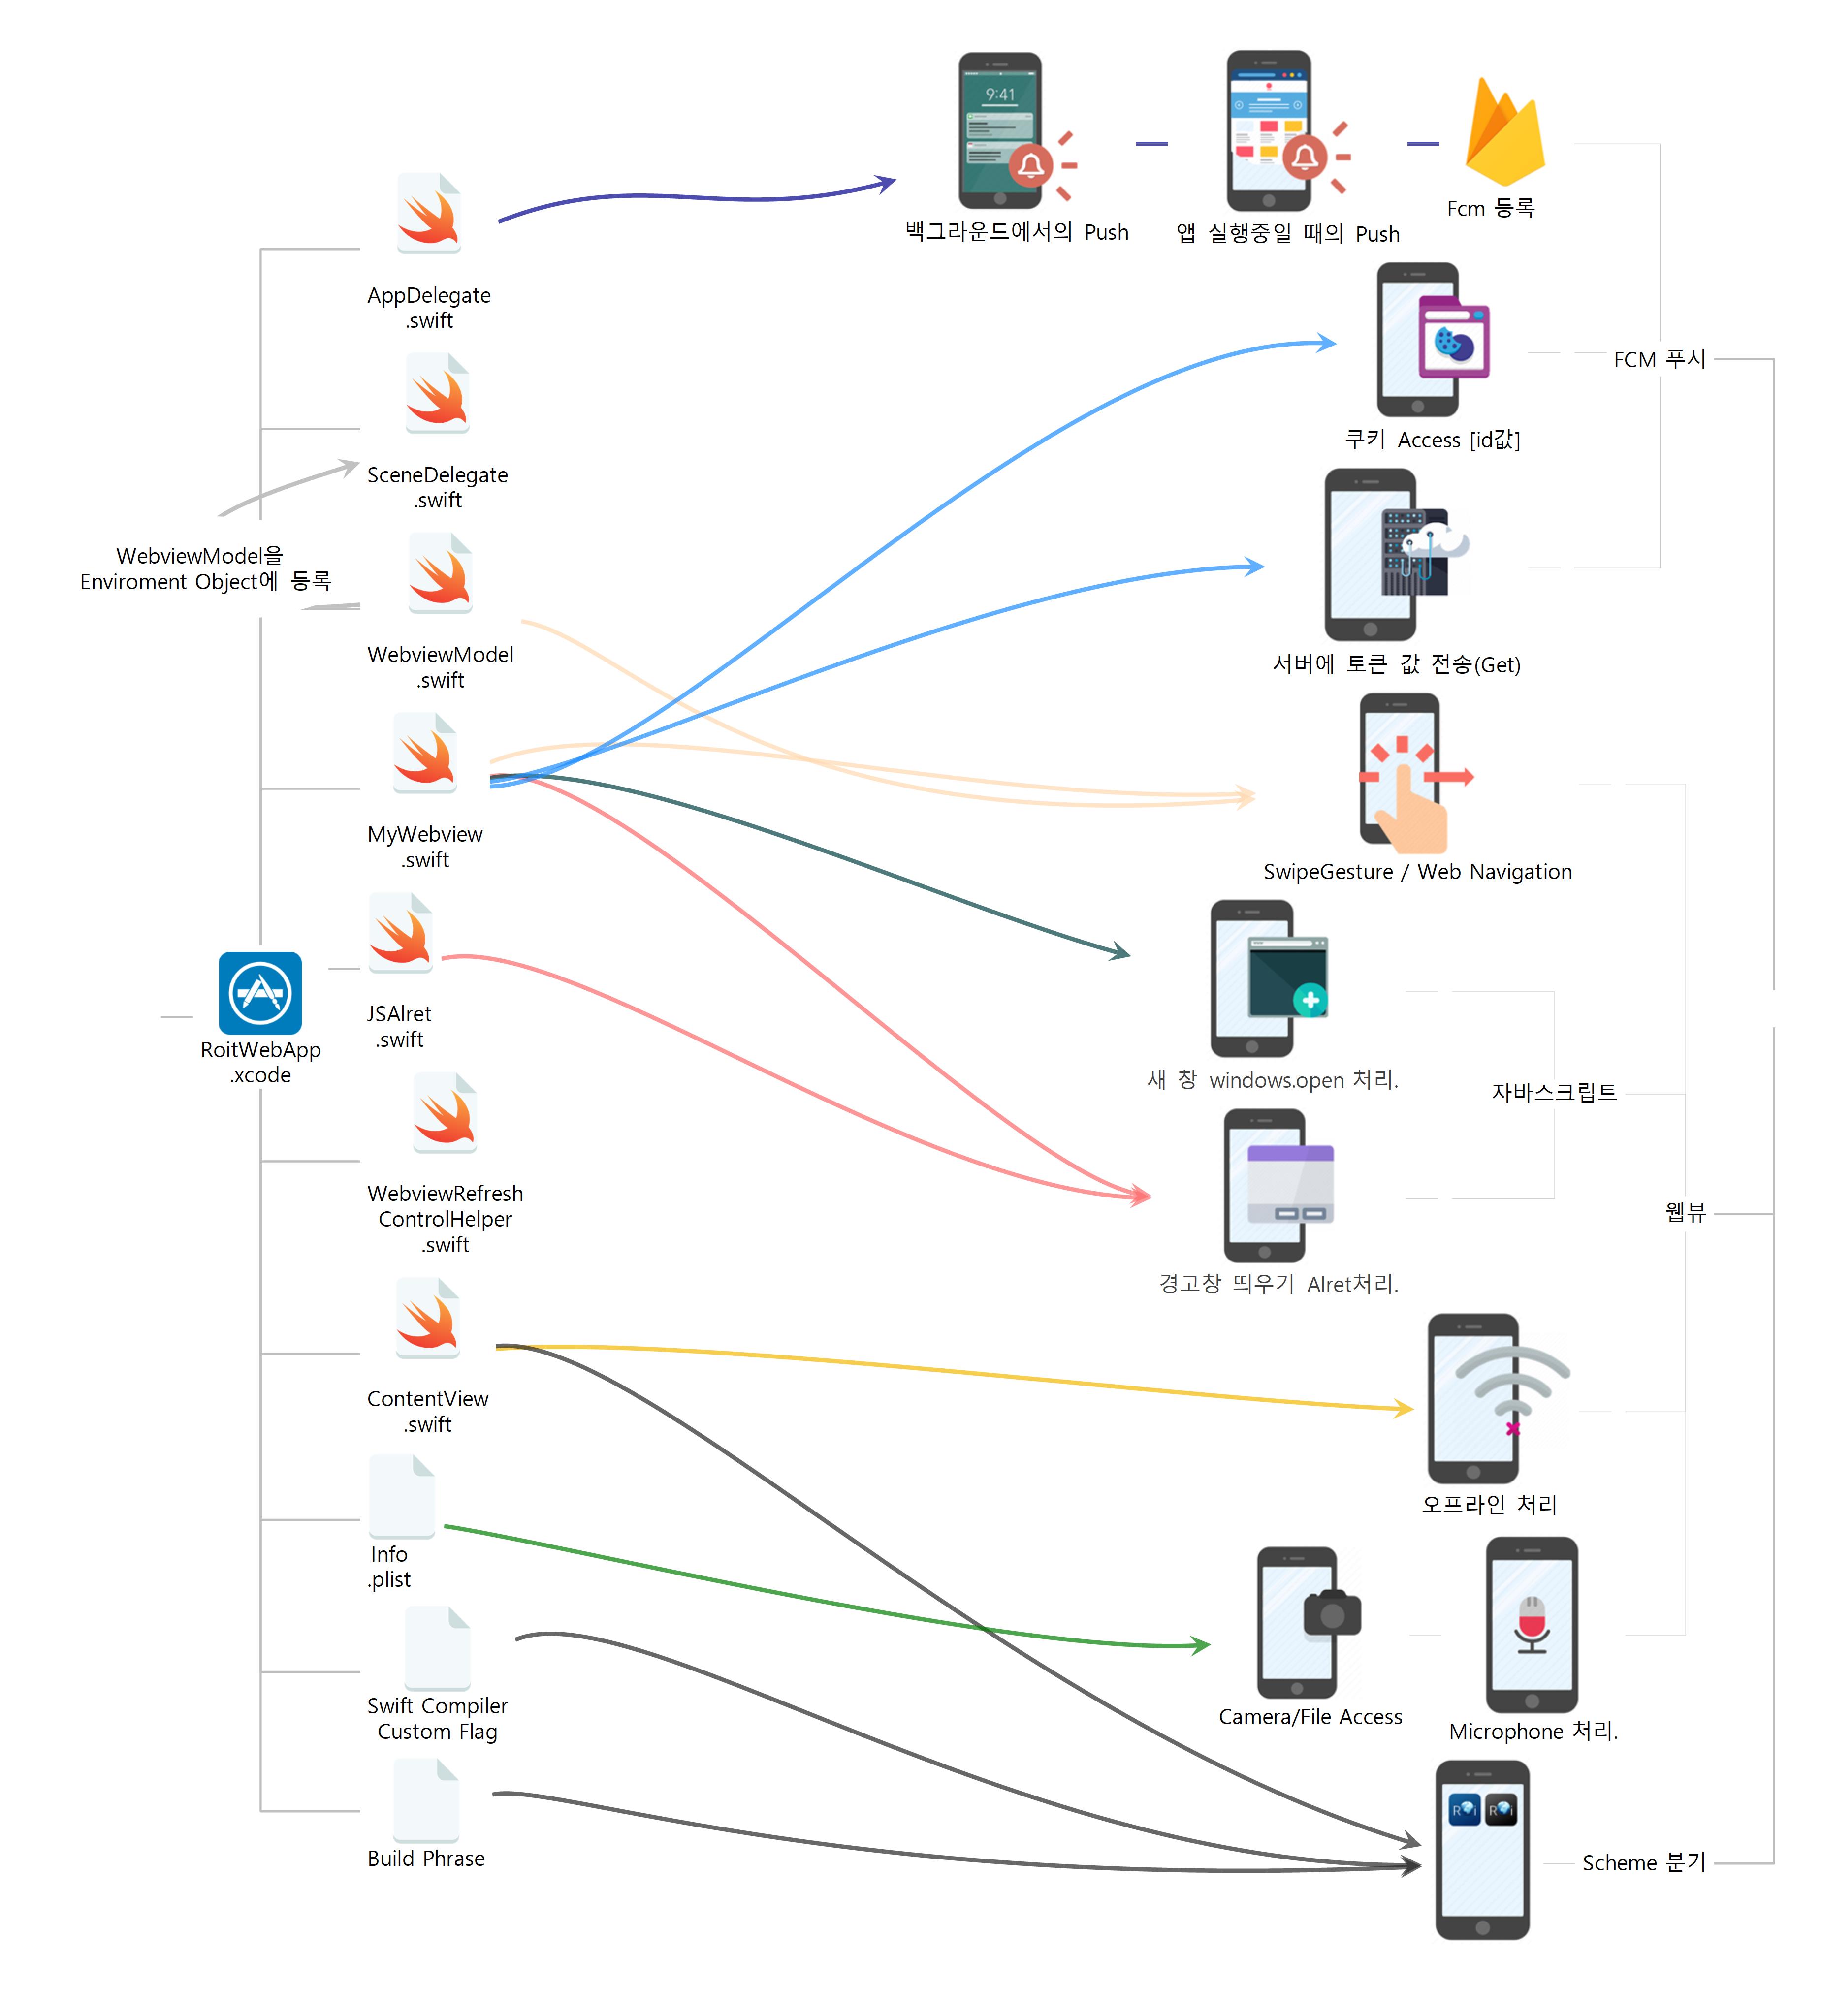 9:41
백그라운드에서의 Push
앱 실행중일 때의 Push
Fcm 등록
AppDelegate
.swift
쿠키 Access [id값]
FCM 푸시
SceneDelegate
.swift
WebviewModel을
Enviroment Object에 등록
서버에 토큰 값 전송(Get)
WebviewModel
.swift
MyWebview
.swift
SwipeGesture / Web Navigation
JSAlret
.swift
RoitWebApp
.xcode
새 창 windows.open 처리.
자바스크립트
WebviewRefresh
ControlHelper
.swift
웹뷰
경고창 띄우기 Alret처리.
ContentView
.swift
오프라인 처리
Info
.plist
Swift Compiler
Custom Flag
Camera/File Access
Microphone 처리.
Build Phrase
Scheme 분기